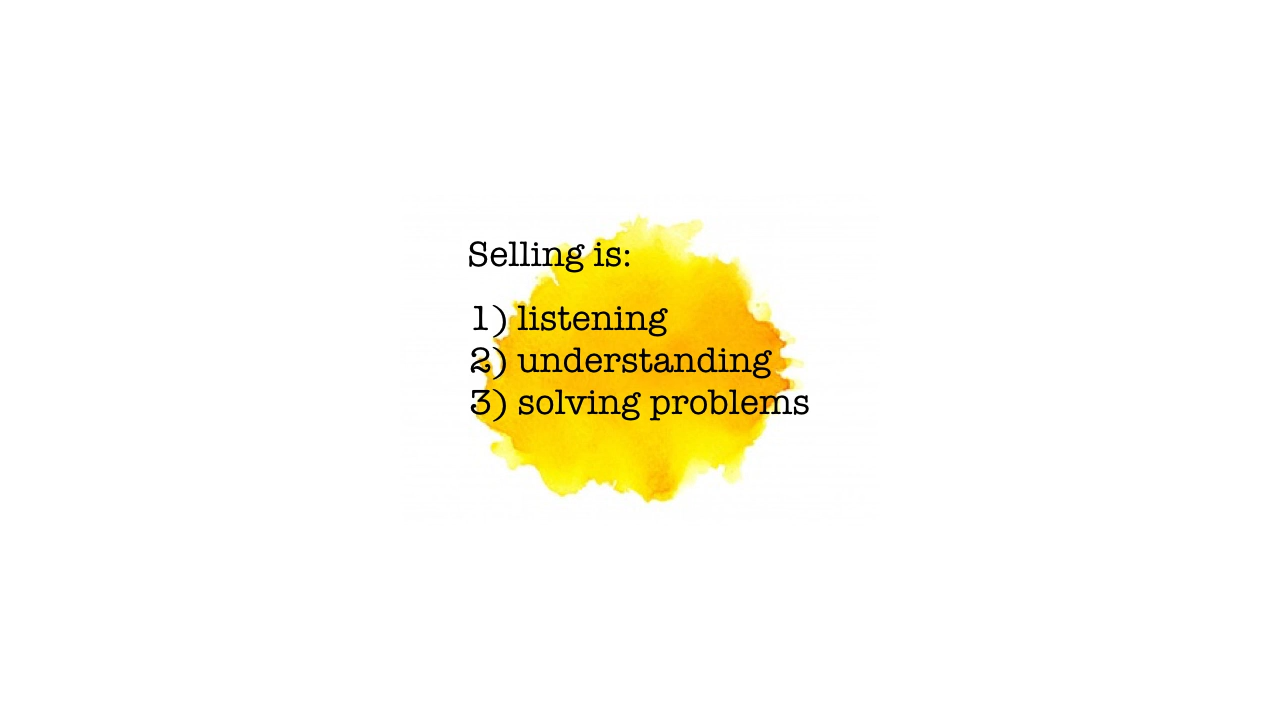 Selling is:
1) listening
2) understanding
3) solving problems